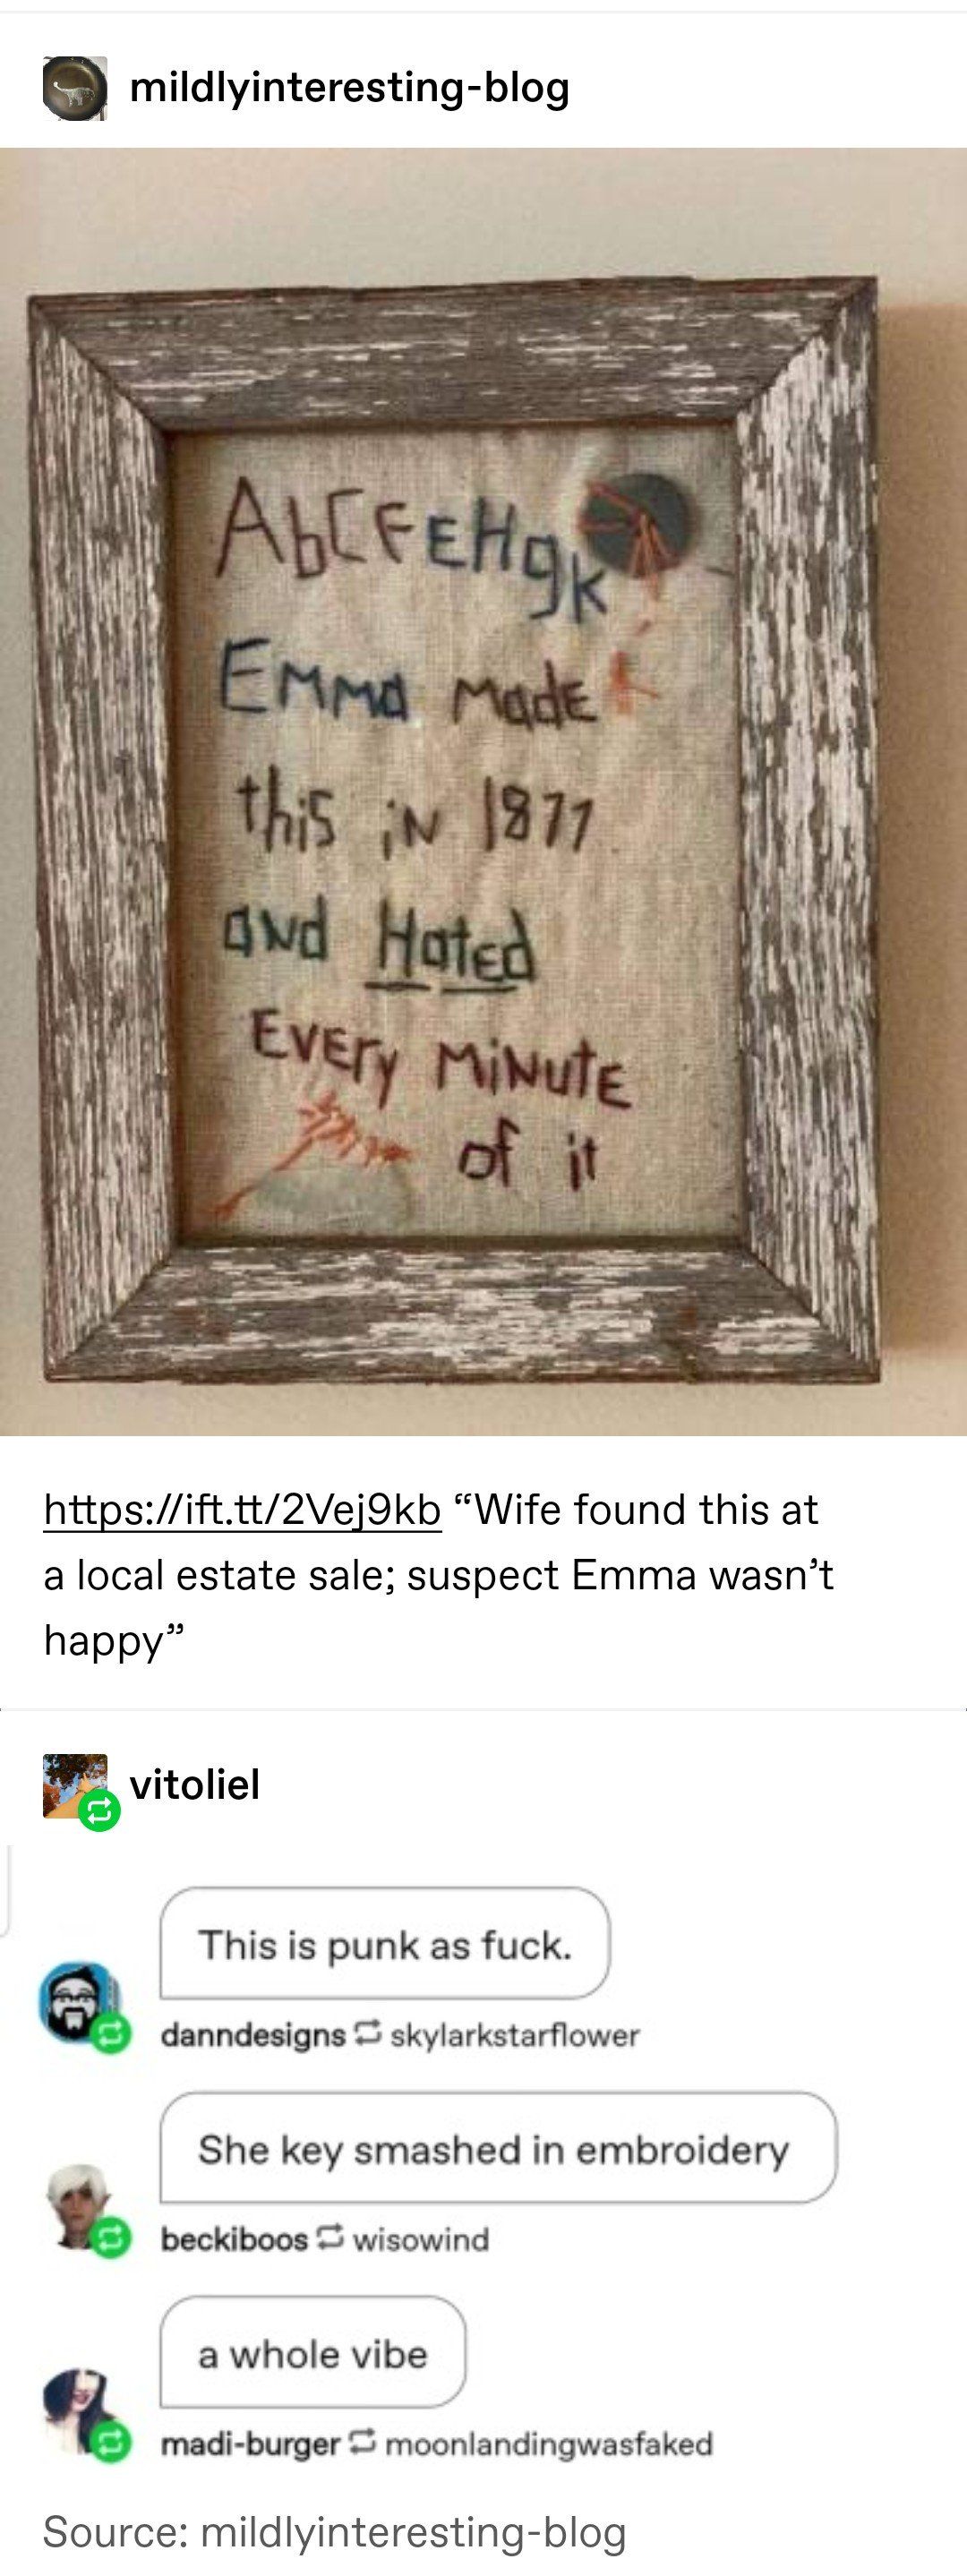 mildlyinteresting-blog
AbCFEHgK
Emma made
this in 1877
and Hated
Every Minute
of it
https://ift.tt/2Vej9kb “Wife found this at
a local estate sale; suspect Emma wasn’t
happy”
vitoliel
This is punk as fuck.
danndesigns skylarkstarflower
She key smashed in embroidery
beckiboos wisowind
a whole vibe
madi-burger moonlandingwasfaked
Source: mildlyinteresting-blog